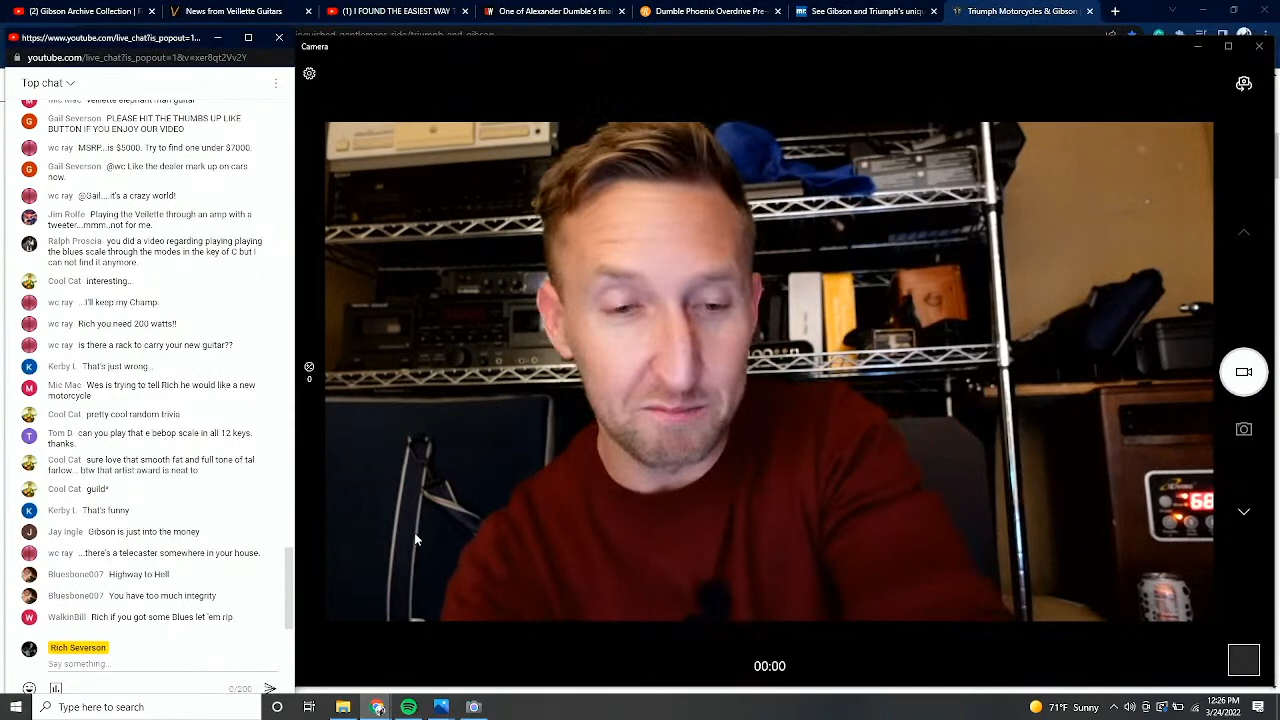 (2) GOLDEN CHORDING |
News from Veillette Guitars
(1) I FOUND THE EASIEST WAY T
One of Alexander Dumble's final
Dumble Phoenix Overdrive P
See Gibson and Triumph's uniq
Triumph Motorcycles & Gibson
https://www.youtube.com/live_chat?is_popout=1...
youtube.com/live_chat?is_popout=1&v=xer8qt2Vv2Y
Camera
Top chat
Mic Mac Veillette elephant man guitar
Gail Severson PLEASE HIT THE THUMBS UP LIKE
BUTTON IF YOU ENJOY OUR VIDEO
wc ray .MSRP...is $5000. Try to find one under $7000.
Gail Severson @wc Like the dealer mark up on cars
now.
wc ray @Gail....it's a crazy world!
Jim Rolfe Playing the Veilette through an amp with a
tweeter...mmm...not for me.
Ralph Proscia you did a video regarding playing playing
the blues scale through the modes in the key of C but I
can not find it anymore.
Cool Cat interesting...
wc ray ...I'll keep my Champ.
wc ray Rich you need 200 watts!!
wc ray is there a rack to carry your new guitar??
Kerby L. That's just wrong...
Mic Mac Wes is trying to tell Rich he would like a new
motorcycle
Cool Cat pretty cool random trivia
Tom D. can you play that e bebop scale in all 12 keys.
thanks.
Cool Cat sure love that smooth fat and full tone of tal
farlow... btw that artist award is neat to
Cool Cat guild*
Kerby L. That's funny
Jay Ingle Gibson is just into the money
wc ray ...there's a telecaster somewhere in your house.
Bluesbone007 Highway to Hell
Bluesbone007 You have too much integrity
WalkinBill Rich if you got some Blues let 'em rip
Rich Severson
Say something...
0/200
0
68
00:00
Type here to search
71°F Sunny
12:26 PM
3/24/2022